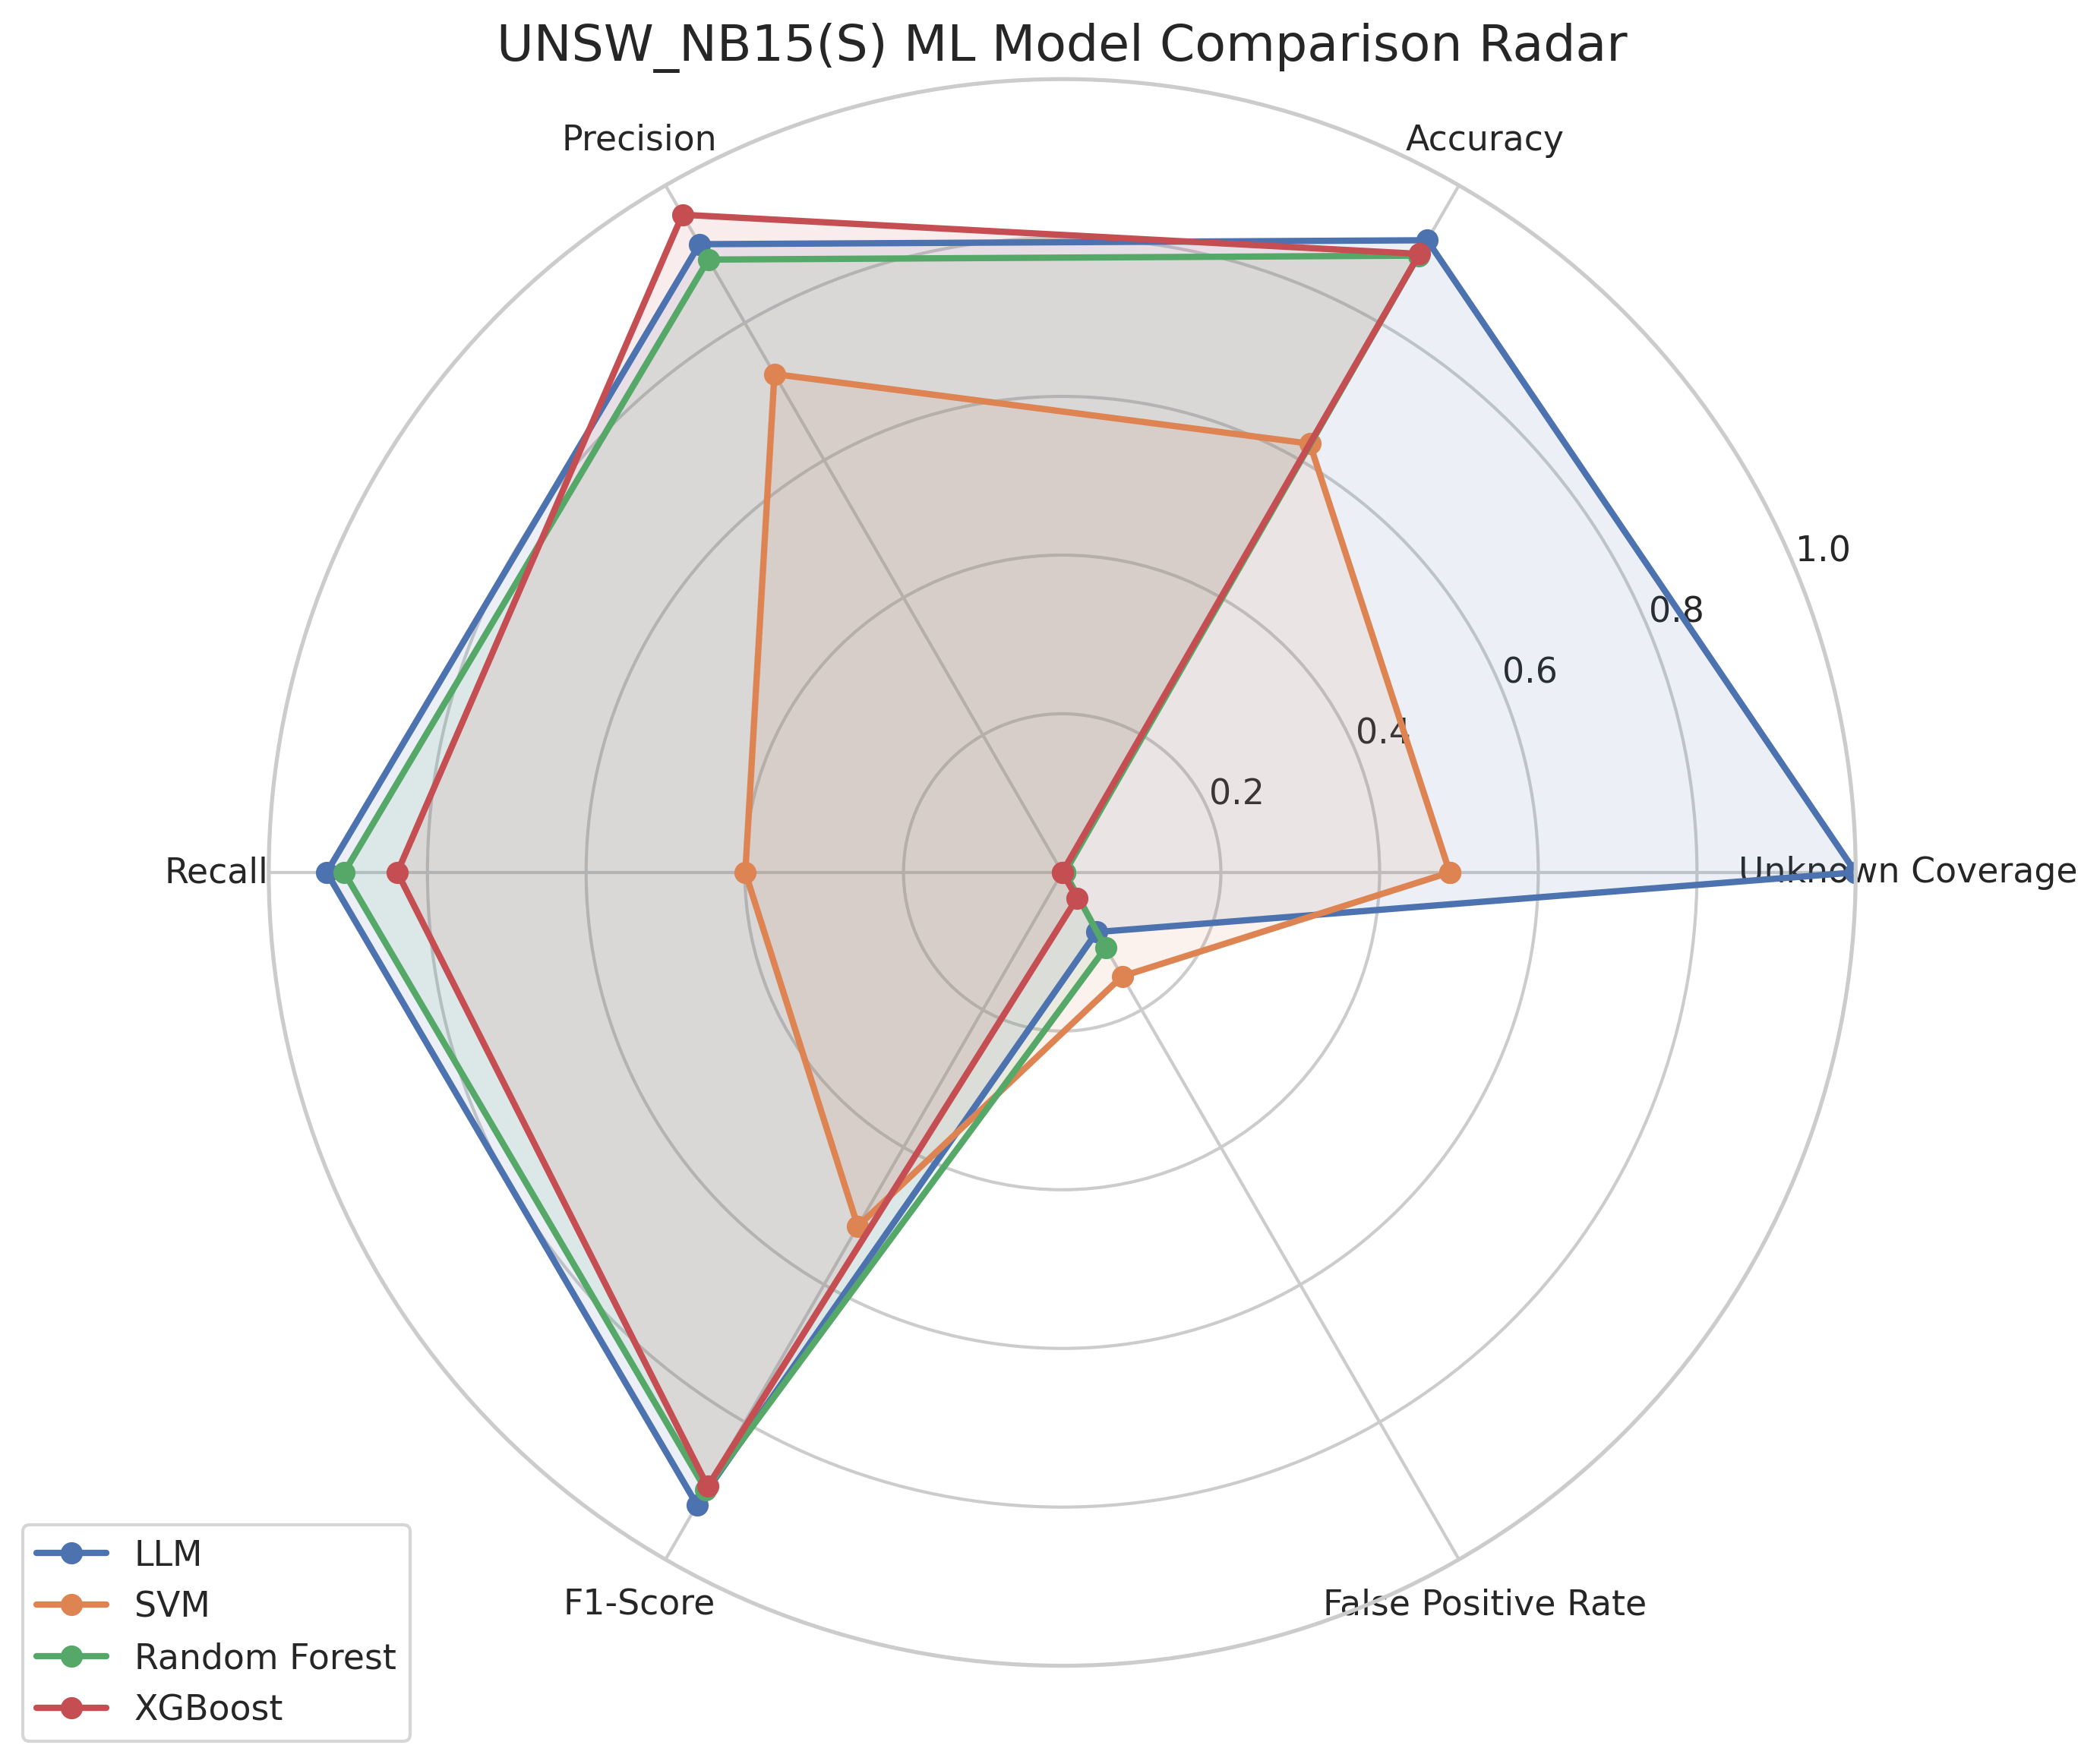 UNSW_NB15(S) ML Model Comparison Radar
Precision
Accuracy
1.0
0.8
0.6
0.4
0.2
Recall
Unknown Coverage
F1-Score
False Positive Rate
LLM
SVM
Random Forest
XGBoost